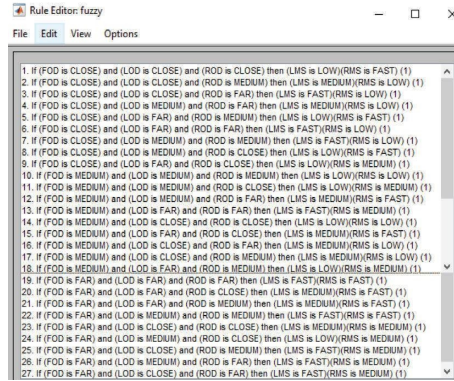 Rule Editor: fuzzy
File Edit View Options
1. If (FOD is CLOSE) and (LOD is CLOSE) and (ROD is CLOSE) then (LMS is LOW)(RMS is FAST) (1)
2. If (FOD is CLOSE) and (LOD is CLOSE) and (ROD is MEDIUM) then (LMS is MEDIUM)(RMS is LOW) (1)
3. If (FOD is CLOSE) and (LOD is CLOSE) and (ROD is FAR) then (LMS is FAST)(RMS is LOW) (1)
4. If (FOD is CLOSE) and (LOD is MEDIUM) and (ROD is FAR) then (LMS is MEDIUM)(RMS is LOW) (1)
5. If (FOD is CLOSE) and (LOD is FAR) and (ROD is MEDIUM) then (LMS is LOW)(RMS is FAST) (1)
6. If (FOD is CLOSE) and (LOD is FAR) and (ROD is FAR) then (LMS is FAST)(RMS is LOW) (1)
7. If (FOD is CLOSE) and (LOD is MEDIUM) and (ROD is MEDIUM) then (LMS is FAST)(RMS is LOW) (1)
8. If (FOD is CLOSE) and (LOD is MEDIUM) and (ROD is CLOSE) then (LMS is LOW)(RMS is FAST) (1)
9. If (FOD is CLOSE) and (LOD is FAR) and (ROD is CLOSE) then (LMS is LOW)(RMS is MEDIUM) (1)
10. If (FOD is MEDIUM) and (LOD is MEDIUM) and (ROD is MEDIUM) then (LMS is LOW)(RMS is LOW) (1)
11. If (FOD is MEDIUM) and (LOD is MEDIUM) and (ROD is CLOSE) then (LMS is LOW)(RMS is MEDIUM) (1)
12. If (FOD is MEDIUM) and (LOD is MEDIUM) and (ROD is FAR) then (LMS is MEDIUM)(RMS is FAST) (1)
13. If (FOD is MEDIUM) and (LOD is FAR) and (ROD is FAR) then (LMS is FAST)(RMS is MEDIUM) (1)
14. If (FOD is MEDIUM) and (LOD is CLOSE) and (ROD is CLOSE) then (LMS is LOW)(RMS is LOW) (1)
15. If (FOD is MEDIUM) and (LOD is FAR) and (ROD is CLOSE) then (LMS is MEDIUM)(RMS is FAST) (1)
16. If (FOD is MEDIUM) and (LOD is CLOSE) and (ROD is FAR) then (LMS is MEDIUM)(RMS is LOW) (1)
17. If (FOD is MEDIUM) and (LOD is CLOSE) and (ROD is MEDIUM) then (LMS is MEDIUM)(RMS is LOW) (1)
18. If (FOD is MEDIUM) and (LOD is FAR) and (ROD is MEDIUM) then (LMS is LOW)(RMS is MEDIUM) (1)
19. If (FOD is FAR) and (LOD is FAR) and (ROD is FAR) then (LMS is FAST)(RMS is FAST) (1)
20. If (FOD is FAR) and (LOD is FAR) and (ROD is CLOSE) then (LMS is MEDIUM)(RMS is FAST) (1)
21. If (FOD is FAR) and (LOD is FAR) and (ROD is MEDIUM) then (LMS is MEDIUM)(RMS is FAST) (1)
22. If (FOD is FAR) and (LOD is MEDIUM) and (ROD is MEDIUM) then (LMS is FAST)(RMS is FAST) (1)
23. If (FOD is FAR) and (LOD is CLOSE) and (ROD is CLOSE) then (LMS is MEDIUM)(RMS is MEDIUM) (1)
24. If (FOD is FAR) and (LOD is MEDIUM) and (ROD is CLOSE) then (LMS is LOW)(RMS is MEDIUM) (1)
25. If (FOD is FAR) and (LOD is CLOSE) and (ROD is MEDIUM) then (LMS is FAST)(RMS is MEDIUM) (1)
26. If (FOD is FAR) and (LOD is MEDIUM) and (ROD is FAR) then (LMS is FAST)(RMS is FAST) (1)
27. If (FOD is FAR) and (LOD is CLOSE) and (ROD is FAR) then (LMS is FAST)(RMS is MEDIUM) (1)